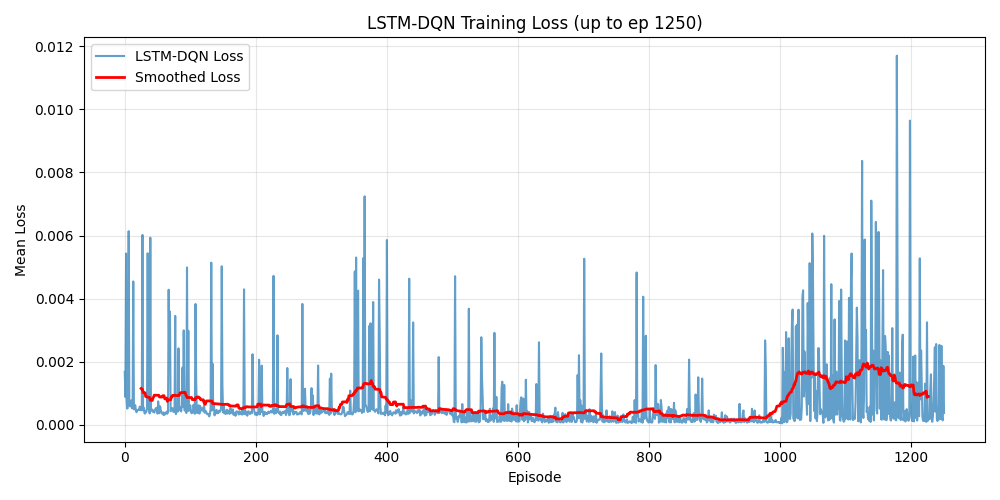 LSTM-DQN Training Loss (up to ep 1250)
LSTM-DQN Loss
Smoothed Loss
Mean Loss
0.012
0.010
0.008
0.006
0.004
0.002
0.000
0 200 400 600 800 1000 1200
Episode